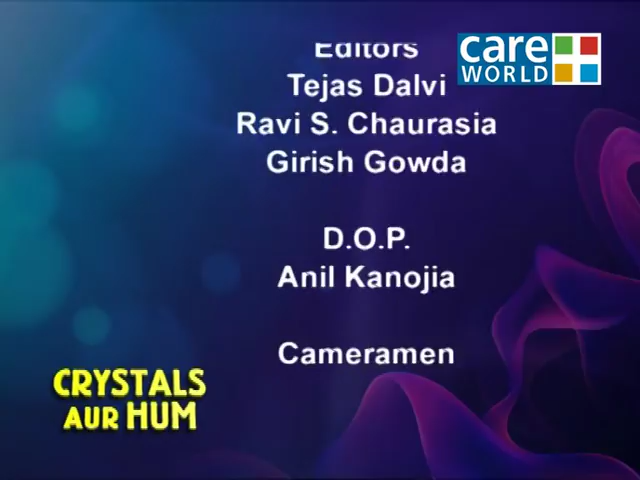 Editors
care
WORLD
Tejas Dalvi
Ravi S. Chaurasia
Girish Gowda
D.O.P.
Anil Kanojia
Cameramen
CRYSTALS
AUR HUM